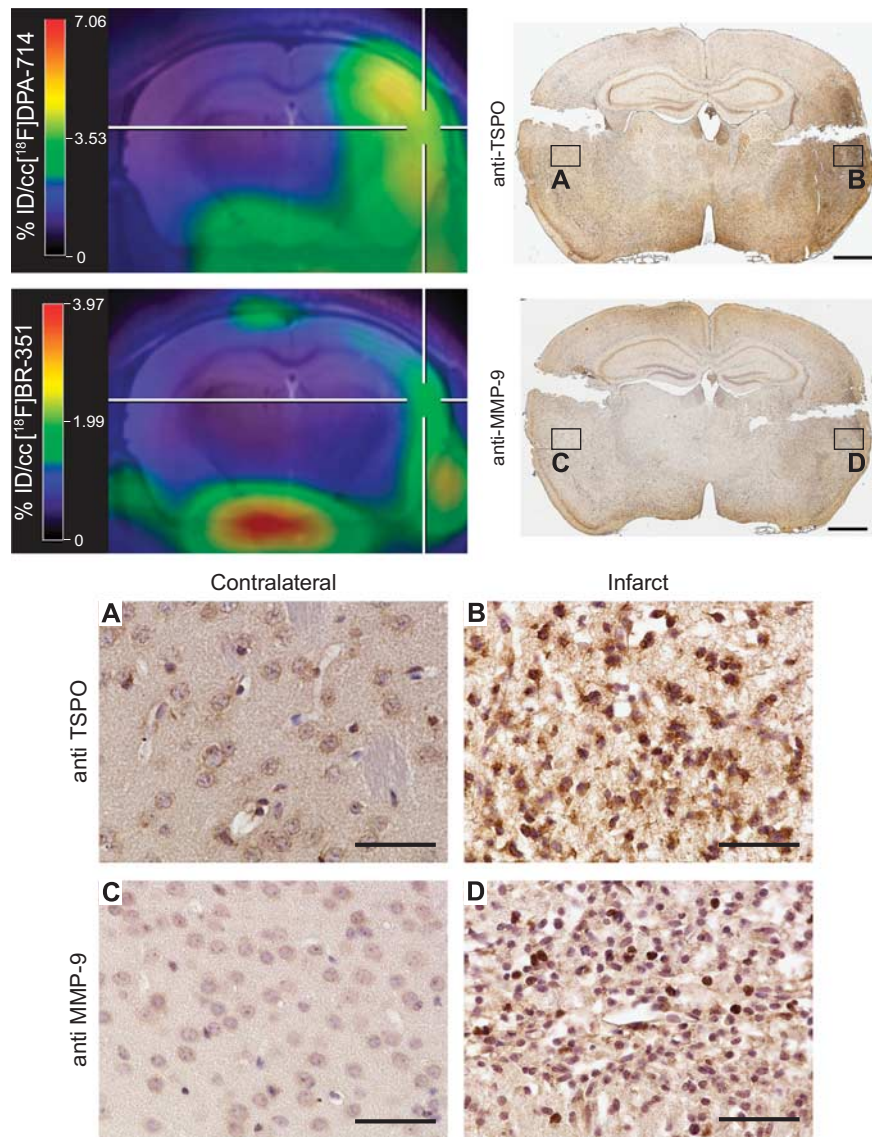 7.06
3.53
0
% ID/cc[¹⁸F]DPA-714
anti-TSPO
A
B
3.97
1.99
0
% ID/cc[¹⁸F]BR-351
anti-MMP-9
C
D
Contralateral
Infarct
anti TSPO
A
B
anti MMP-9
C
D